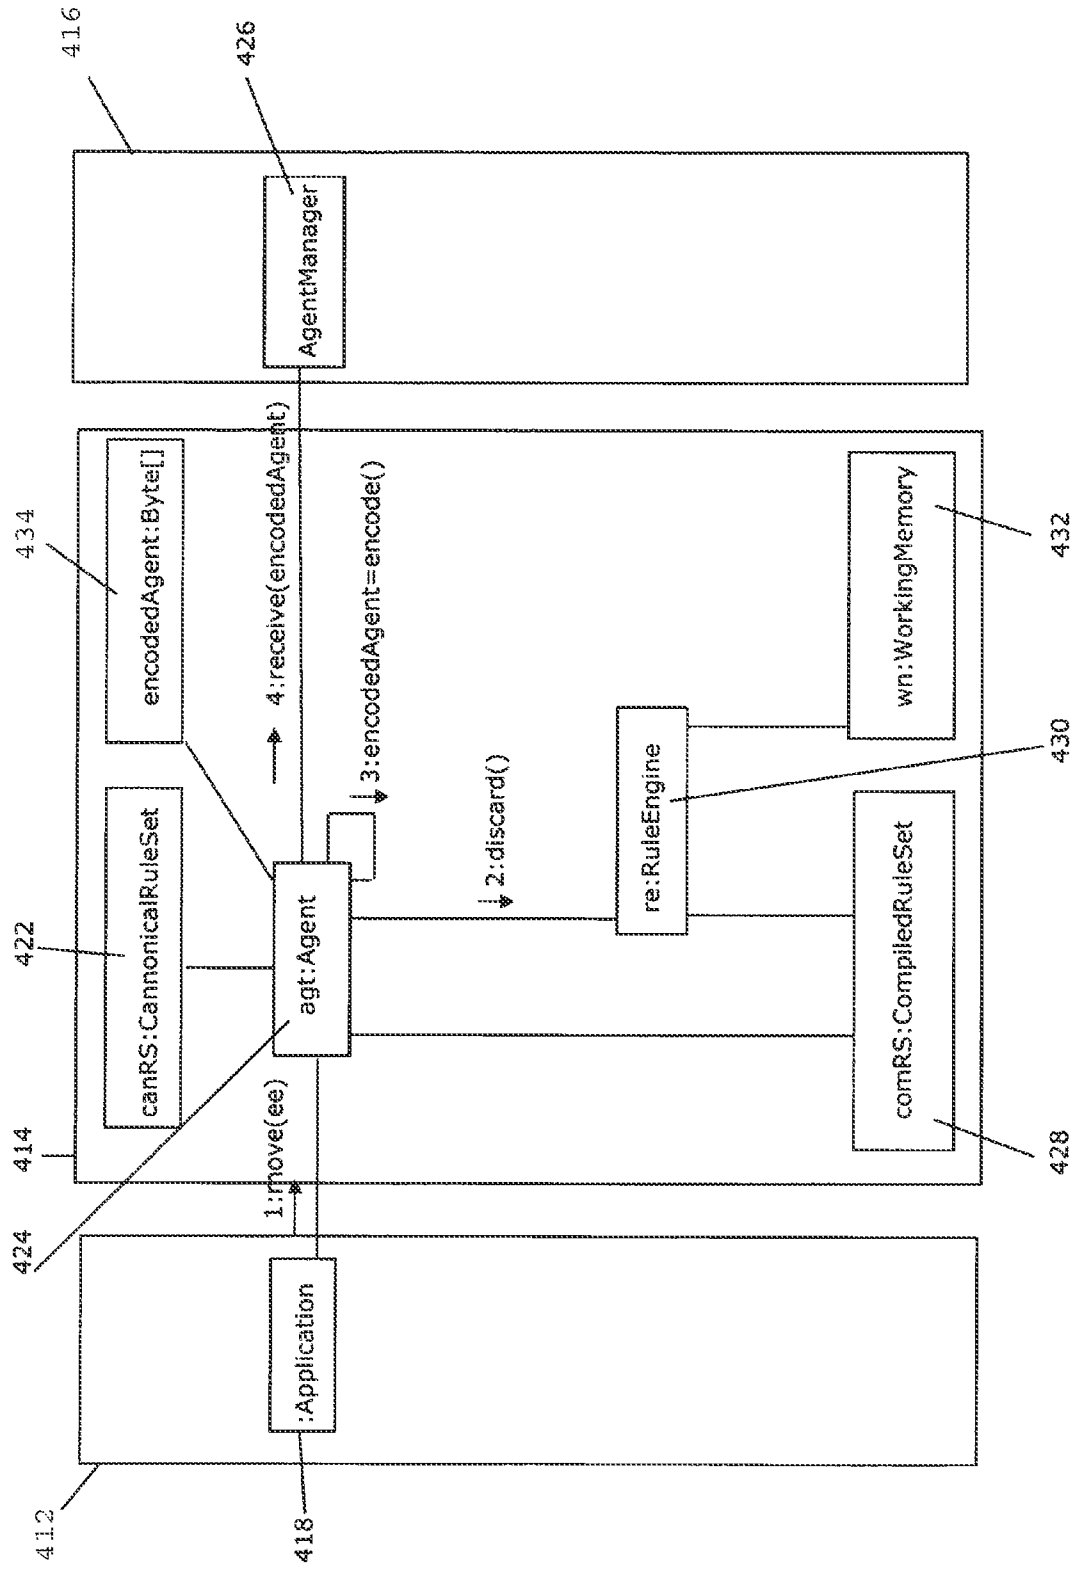 412
418
:Application
424
414
1:move(ee)
422
canRS:CannonicalRuleSet
434
encodedAgent:Byte[]
agt:Agent
4:receive(encodedAgent)
3:encodedAgent=encode()
2:discard()
re:RuleEngine
comRS:CompiledRuleSet
428
430
wn:WorkingMemory
432
416
426
AgentManager